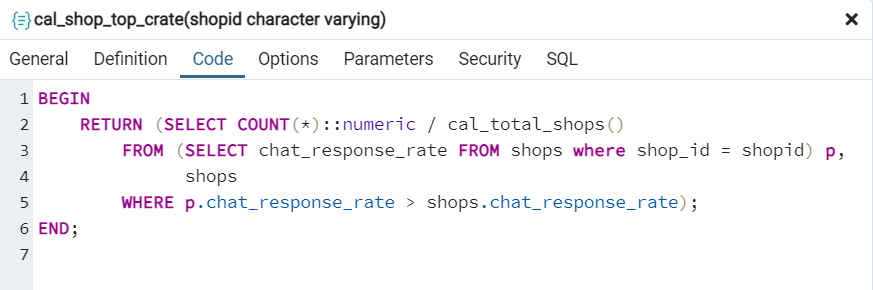 cal_shop_top_crate(shopid character varying)
General Definition Code Options Parameters Security SQL
1 BEGIN
2     RETURN (SELECT COUNT(*)::numeric / cal_total_shops()
3         FROM (SELECT chat_response_rate FROM shops where shop_id = shopid) p,
4               shops
5         WHERE p.chat_response_rate > shops.chat_response_rate);
6 END;
7